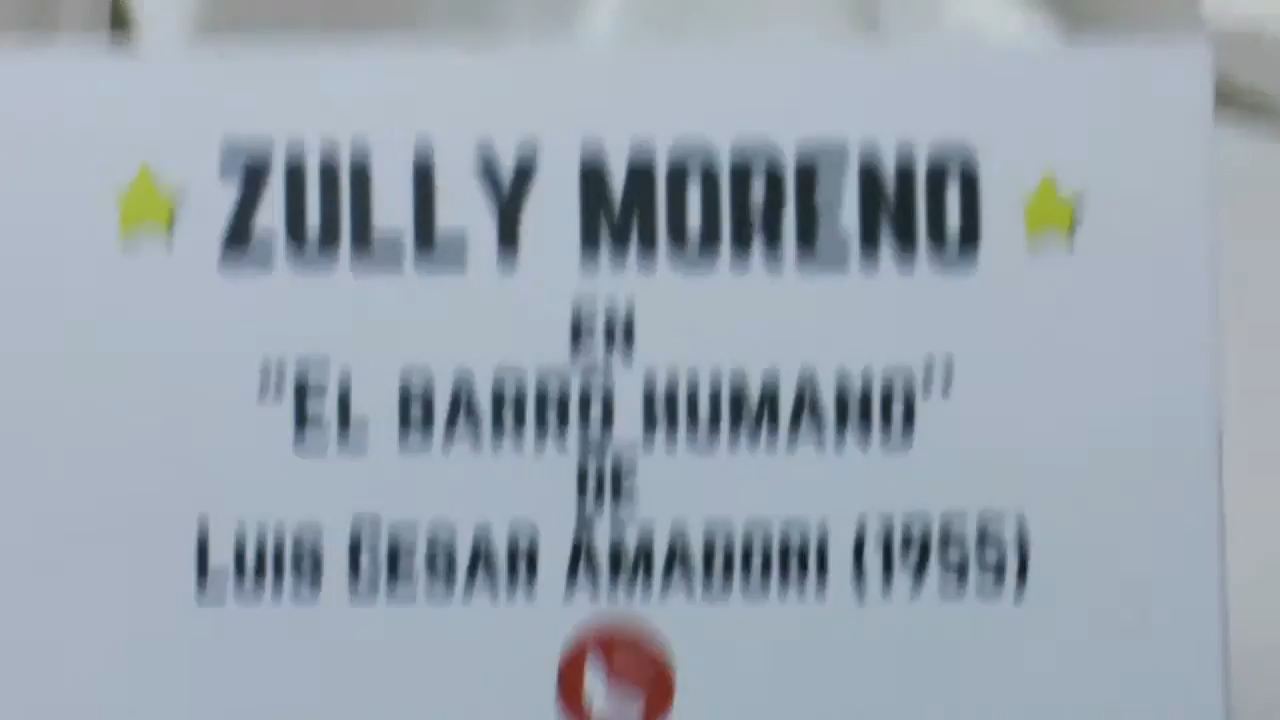 ZULLY MORENO
EN
"EL BARRO HUMANO"
DE
LUIS CESAR AMADORI (1955)